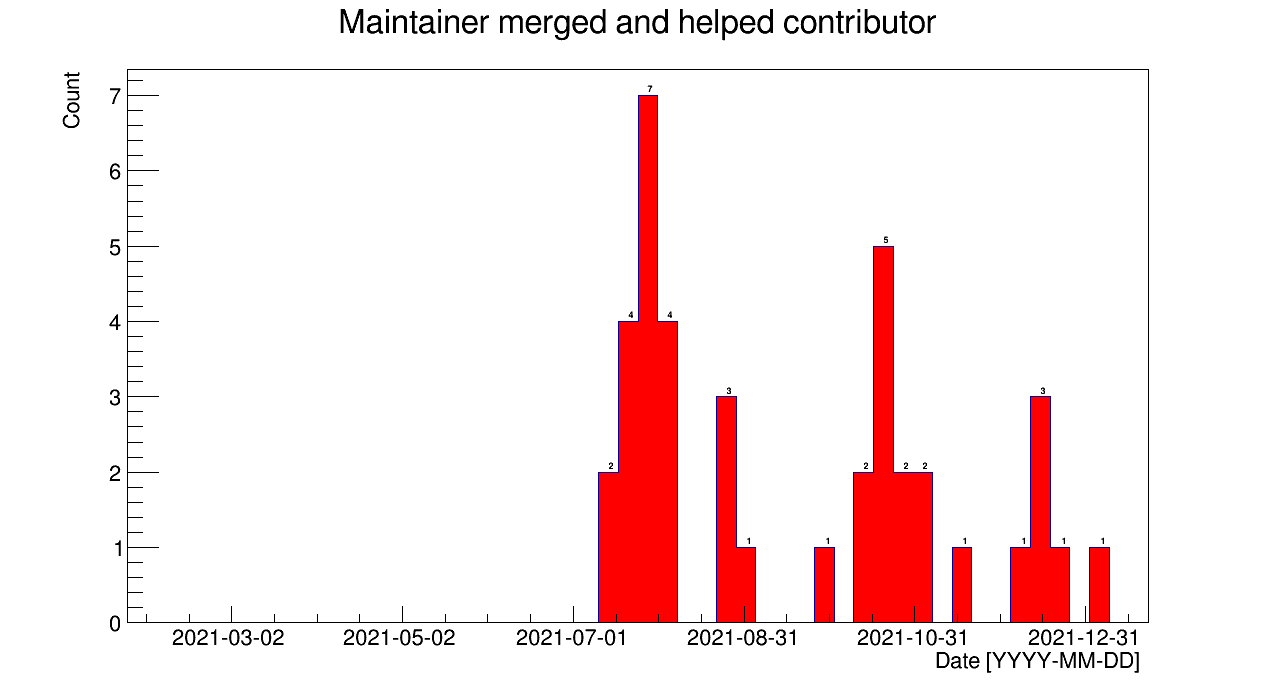 Maintainer merged and helped contributor
Count
7
6
5
4
3
2
1
0
2 4 7 4 3 1 1 2 5 2 2 1 1 3 1 1
2021-03-02 2021-05-02 2021-07-01 2021-08-31 2021-10-31 2021-12-31
Date [YYYY-MM-DD]